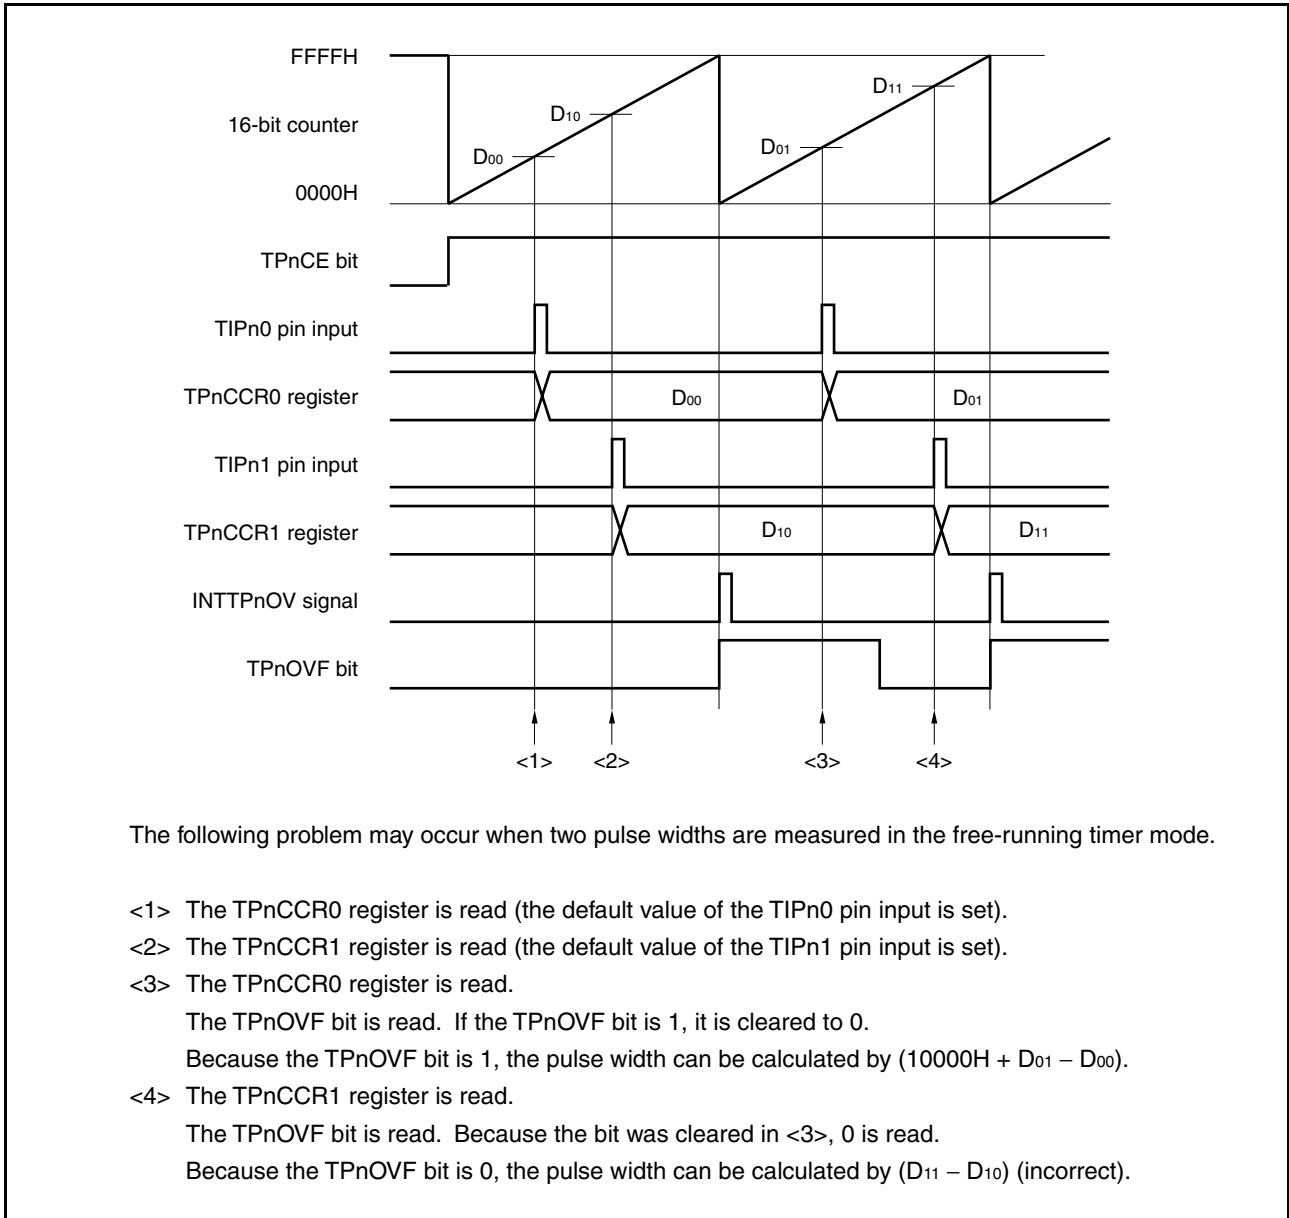 FFFFH
D11
D10
16-bit counter
D01
D00
0000H
TPnCE bit
TIPn0 pin input
TPnCCR0 register
D00
D01
TIPn1 pin input
TPnCCR1 register
D10
D11
INTTPnOV signal
TPnOVF bit
<1> <2> <3> <4>
The following problem may occur when two pulse widths are measured in the free-running timer mode.
<1> The TPnCCR0 register is read (the default value of the TIPn0 pin input is set).
<2> The TPnCCR1 register is read (the default value of the TIPn1 pin input is set).
<3> The TPnCCR0 register is read.
The TPnOVF bit is read. If the TPnOVF bit is 1, it is cleared to 0.
Because the TPnOVF bit is 1, the pulse width can be calculated by (10000H + D01 − D00).
<4> The TPnCCR1 register is read.
The TPnOVF bit is read. Because the bit was cleared in <3>, 0 is read.
Because the TPnOVF bit is 0, the pulse width can be calculated by (D11 − D10) (incorrect).